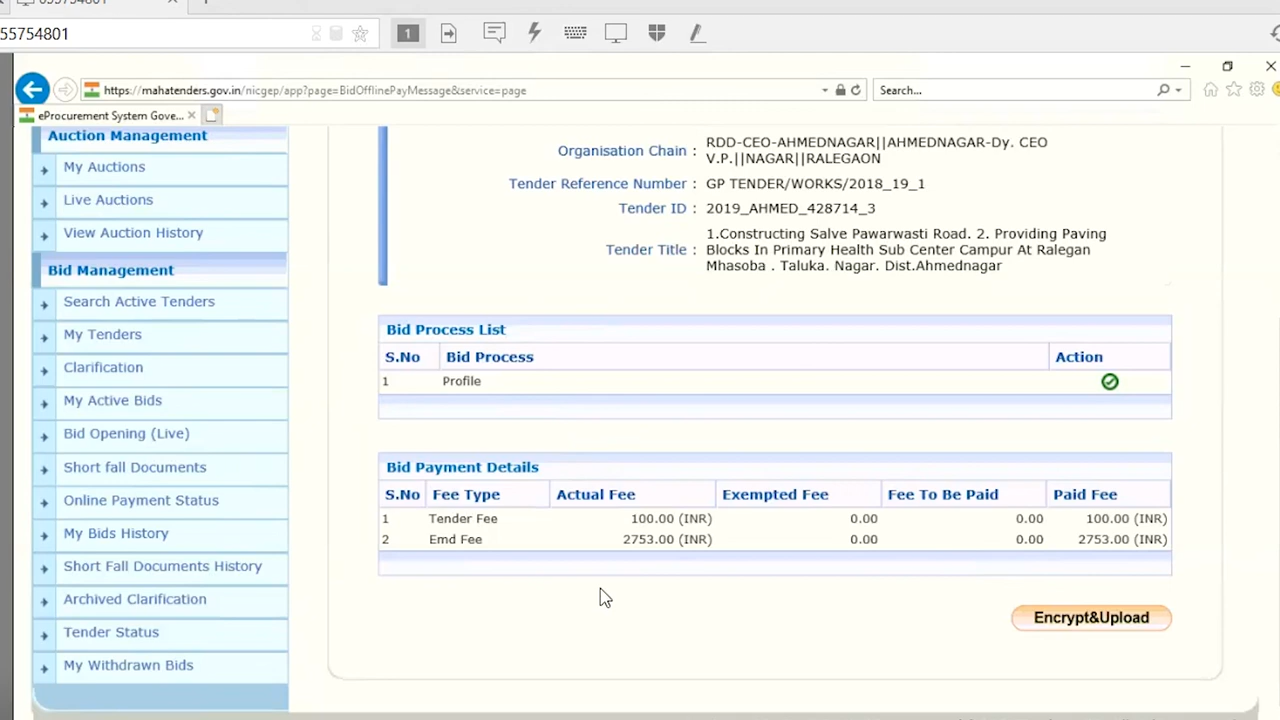 55754801
1
https://mahatenders.gov.in/nicgep/app?page=BidOfflinePayMessage&service=page
Search...
eProcurement System Gove...
Auction Management
My Auctions
Live Auctions
View Auction History
Bid Management
Search Active Tenders
My Tenders
Clarification
My Active Bids
Bid Opening (Live)
Short fall Documents
Online Payment Status
My Bids History
Short Fall Documents History
Archived Clarification
Tender Status
My Withdrawn Bids
Organisation Chain : RDD-CEO-AHMEDNAGAR||AHMEDNAGAR-Dy. CEO
V.P.||NAGAR||RALEGAON
Tender Reference Number : GP TENDER/WORKS/2018_19_1
Tender ID : 2019_AHMED_428714_3
Tender Title : 1.Constructing Salve Pawarwasti Road. 2. Providing Paving
Blocks In Primary Health Sub Center Campur At Ralegan
Mhasoba . Taluka. Nagar. Dist.Ahmednagar
Bid Process List
S.No Bid Process Action
1 Profile
Bid Payment Details
S.No Fee Type Actual Fee Exempted Fee Fee To Be Paid Paid Fee
1 Tender Fee 100.00 (INR) 0.00 0.00 100.00 (INR)
2 Emd Fee 2753.00 (INR) 0.00 0.00 2753.00 (INR)
Encrypt&Upload